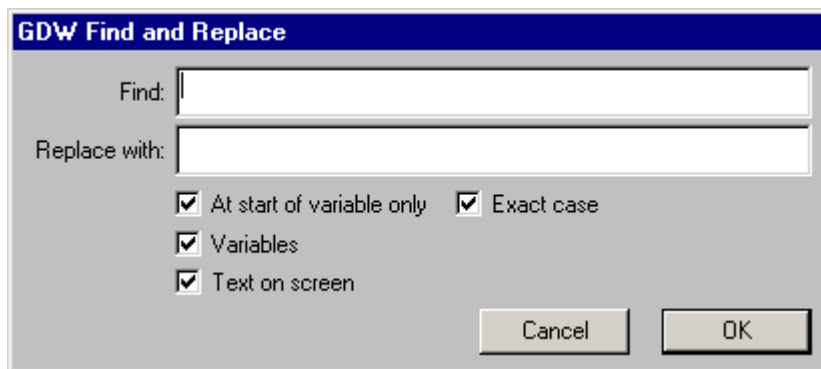 GDW Find and Replace
Find:
Replace with:
At start of variable only Exact case
Variables
Text on screen
Cancel OK